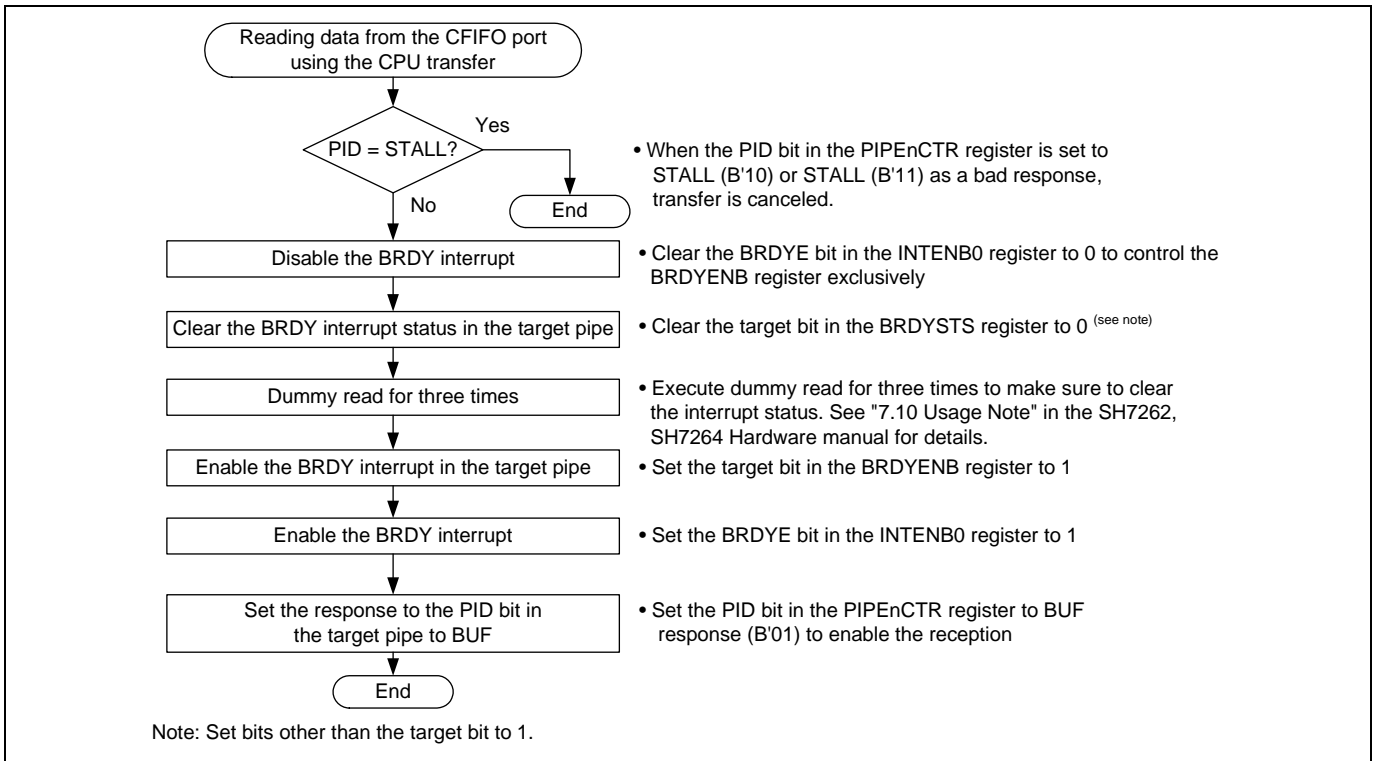 Reading data from the CFIFO port
using the CPU transfer
PID = STALL?
Yes
No
End
• When the PID bit in the PIPEnCTR register is set to
STALL (B'10) or STALL (B'11) as a bad response,
transfer is canceled.
Disable the BRDY interrupt
• Clear the BRDYE bit in the INTENB0 register to 0 to control the
BRDYENB register exclusively
Clear the BRDY interrupt status in the target pipe
• Clear the target bit in the BRDYSTS register to 0 (see note)
Dummy read for three times
• Execute dummy read for three times to make sure to clear
the interrupt status. See "7.10 Usage Note" in the SH7262,
SH7264 Hardware manual for details.
Enable the BRDY interrupt in the target pipe
• Set the target bit in the BRDYENB register to 1
Enable the BRDY interrupt
• Set the BRDYE bit in the INTENB0 register to 1
Set the response to the PID bit in
the target pipe to BUF
• Set the PID bit in the PIPEnCTR register to BUF
response (B'01) to enable the reception
End
Note: Set bits other than the target bit to 1.